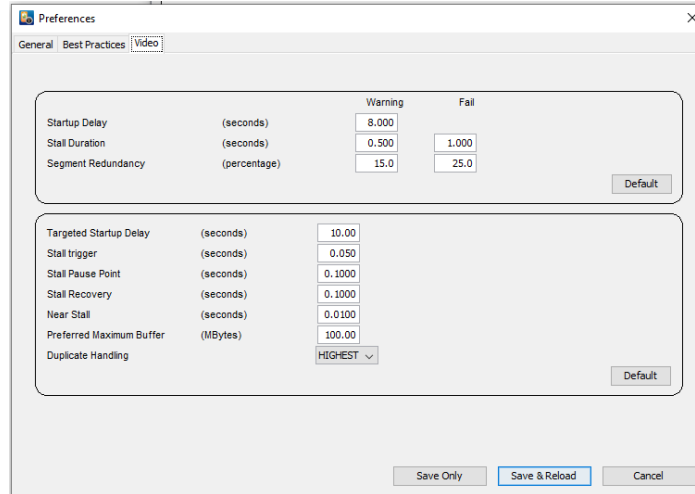 Preferences
General Best Practices Video
Warning Fail
Startup Delay (seconds) 8.000
Stall Duration (seconds) 0.500 1.000
Segment Redundancy (percentage) 15.0 25.0
Default
Targeted Startup Delay (seconds) 10.00
Stall trigger (seconds) 0.050
Stall Pause Point (seconds) 0.1000
Stall Recovery (seconds) 0.1000
Near Stall (seconds) 0.0100
Preferred Maximum Buffer (MBytes) 100.00
Duplicate Handling HIGHEST
Default
Save Only Save & Reload Cancel